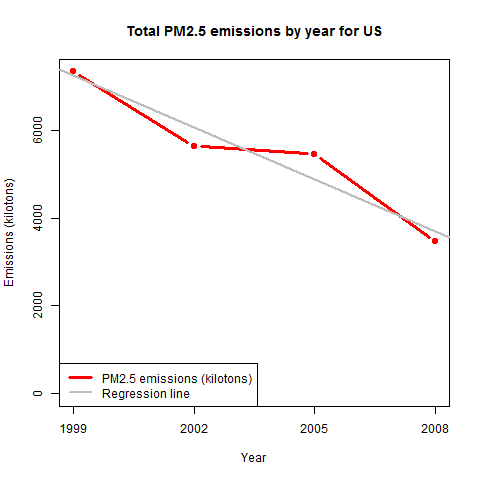 Total PM2.5 emissions by year for US
Emissions (kilotons)
6000
4000
2000
0
PM2.5 emissions (kilotons)
Regression line
1999 2002 2005 2008
Year